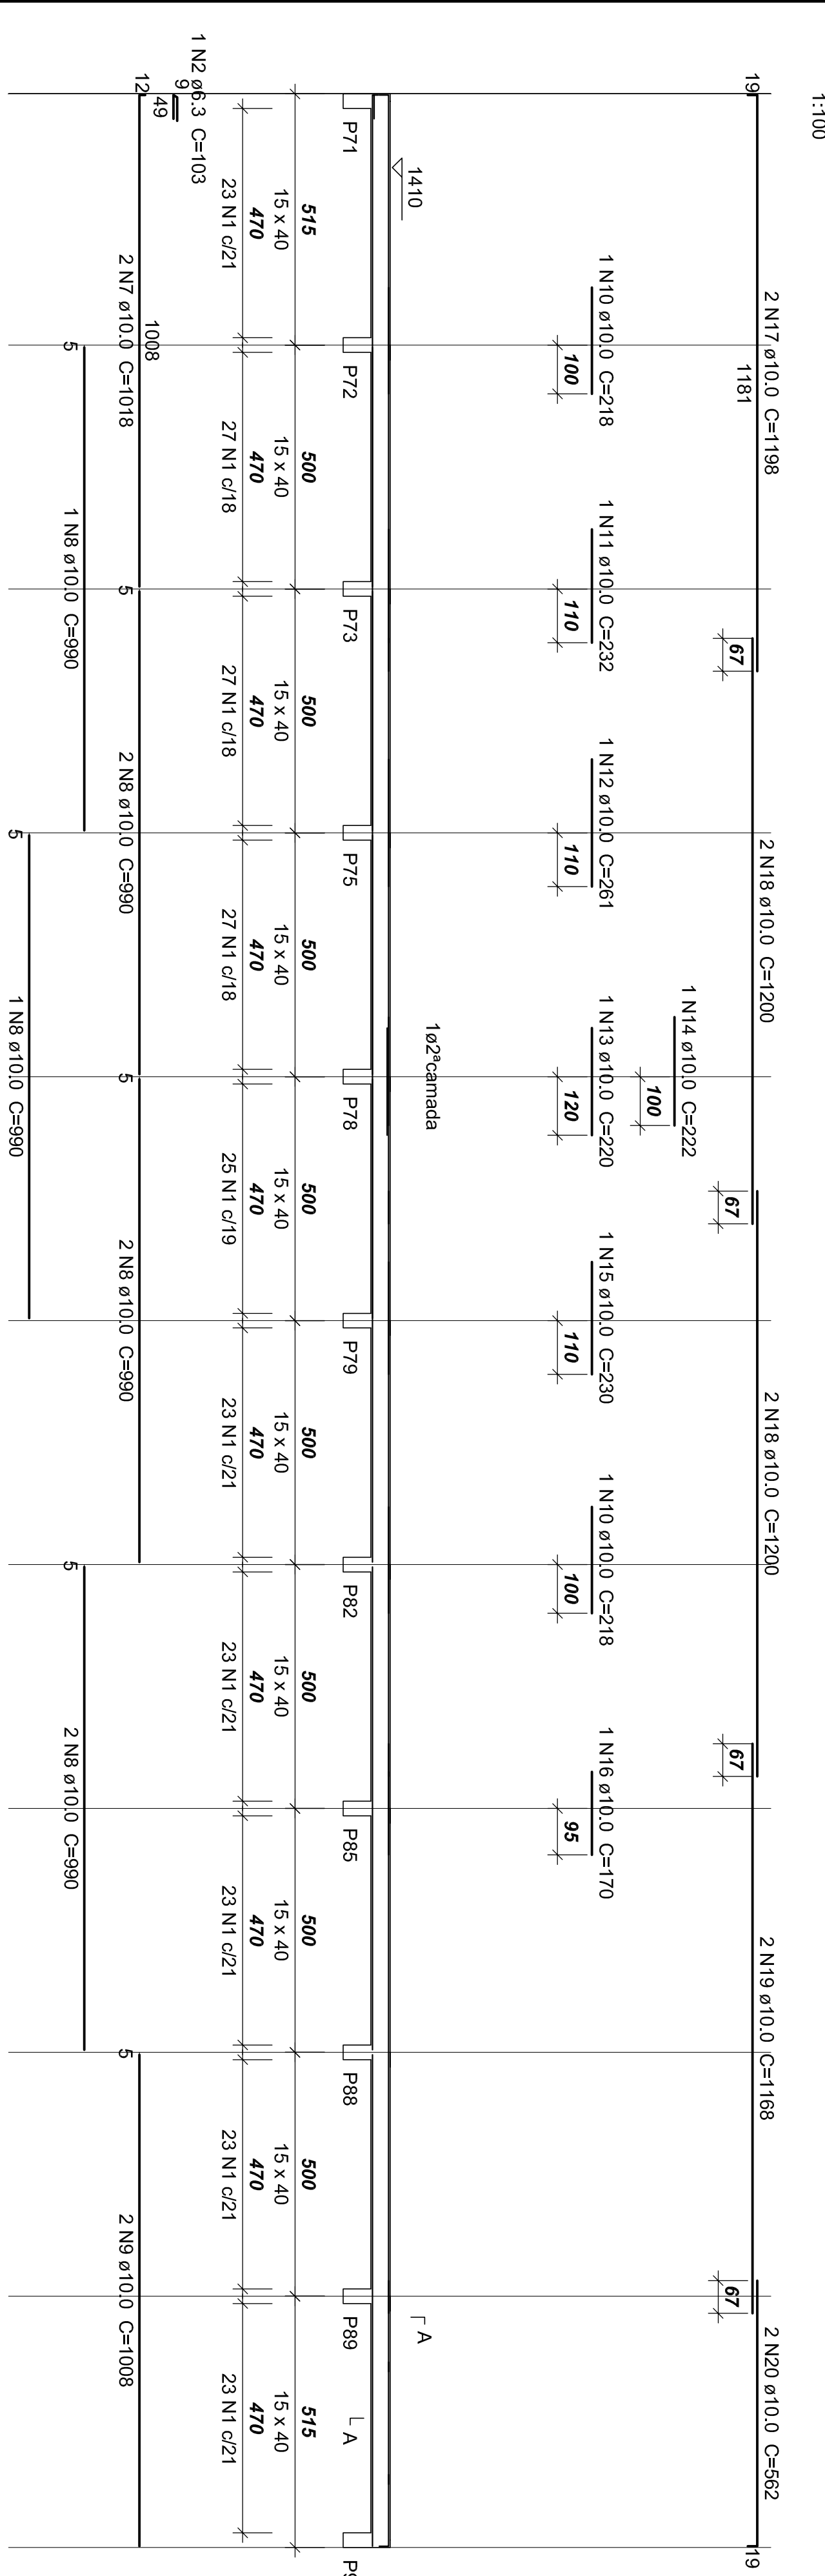 1:100
19
2 N17 ø10.0 C=1198
1181
67
2 N18 ø10.0 C=1200
67
2 N18 ø10.0 C=1200
67
2 N19 ø10.0 C=1168
67
2 N20 ø10.0 C=562
19
1 N14 ø10.0 C=222
100
1 N10 ø10.0 C=218
100
1 N11 ø10.0 C=232
110
1 N12 ø10.0 C=261
110
1 N13 ø10.0 C=220
120
1 N15 ø10.0 C=230
110
1 N10 ø10.0 C=218
100
1 N16 ø10.0 C=170
95
1410
1ø2ªcamada
A
A
P71
P72
P73
P75
P78
P79
P82
P85
P88
P89
515
500
500
500
500
500
500
500
500
515
15 x 40
15 x 40
15 x 40
15 x 40
15 x 40
15 x 40
15 x 40
15 x 40
15 x 40
15 x 40
470
470
470
470
470
470
470
470
470
470
23 N1 c/21
27 N1 c/18
27 N1 c/18
27 N1 c/18
25 N1 c/19
23 N1 c/21
23 N1 c/21
23 N1 c/21
23 N1 c/21
23 N1 c/21
1 N2 ø6.3 C=103
9
49
12
1008
2 N7 ø10.0 C=1018
5
2 N8 ø10.0 C=990
5
2 N8 ø10.0 C=990
5
2 N9 ø10.0 C=1008
5
1 N8 ø10.0 C=990
5
2 N8 ø10.0 C=990
5
1 N8 ø10.0 C=990